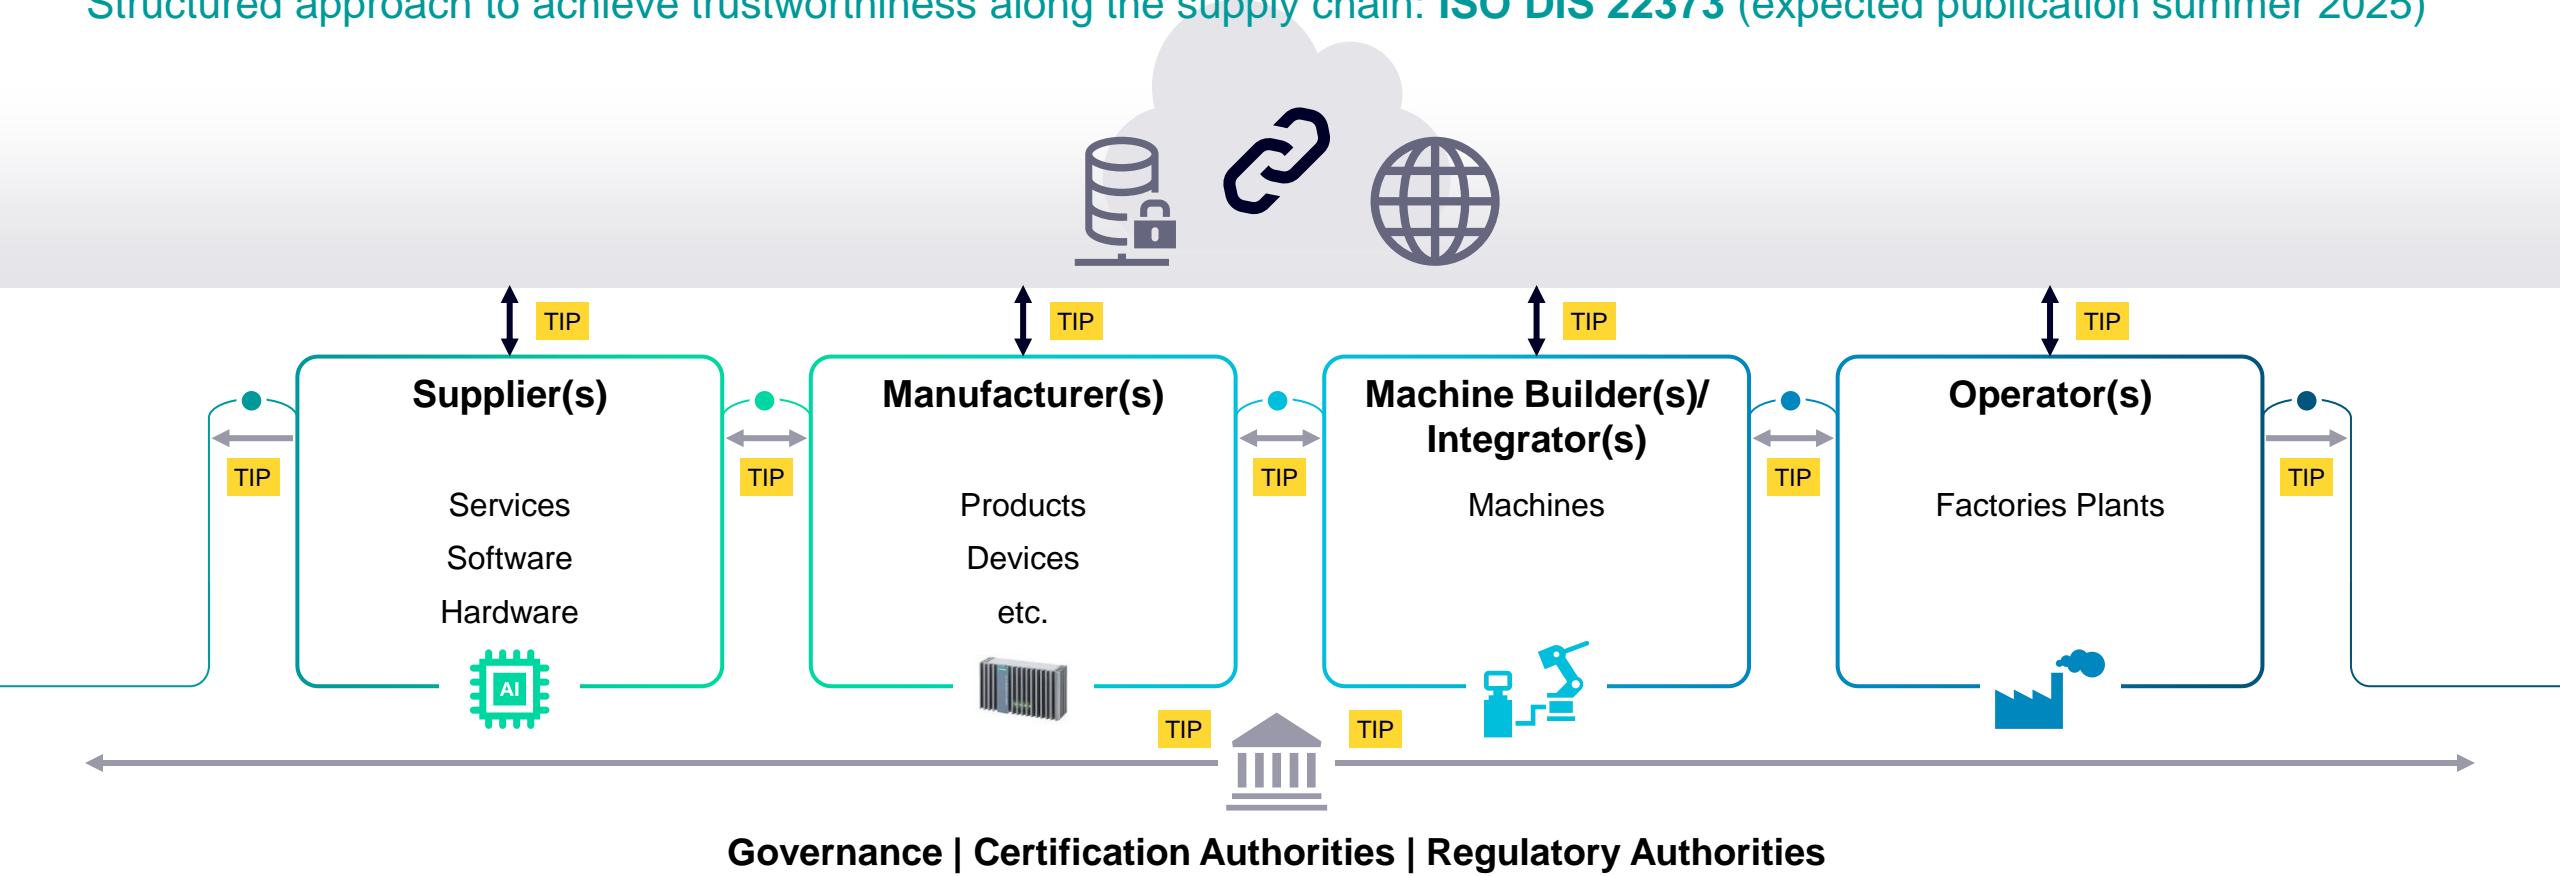 Structured approach to achieve trustworthiness along the supply chain: ISO DIS 22373 (expected publication summer 2025)
TIP
TIP
TIP
TIP
Supplier(s)
Manufacturer(s)
Machine Builder(s)/
Integrator(s)
Operator(s)
TIP
TIP
TIP
TIP
TIP
Services
Software
Hardware
Products
Devices
etc.
Machines
Factories Plants
AI
TIP
TIP
Governance | Certification Authorities | Regulatory Authorities